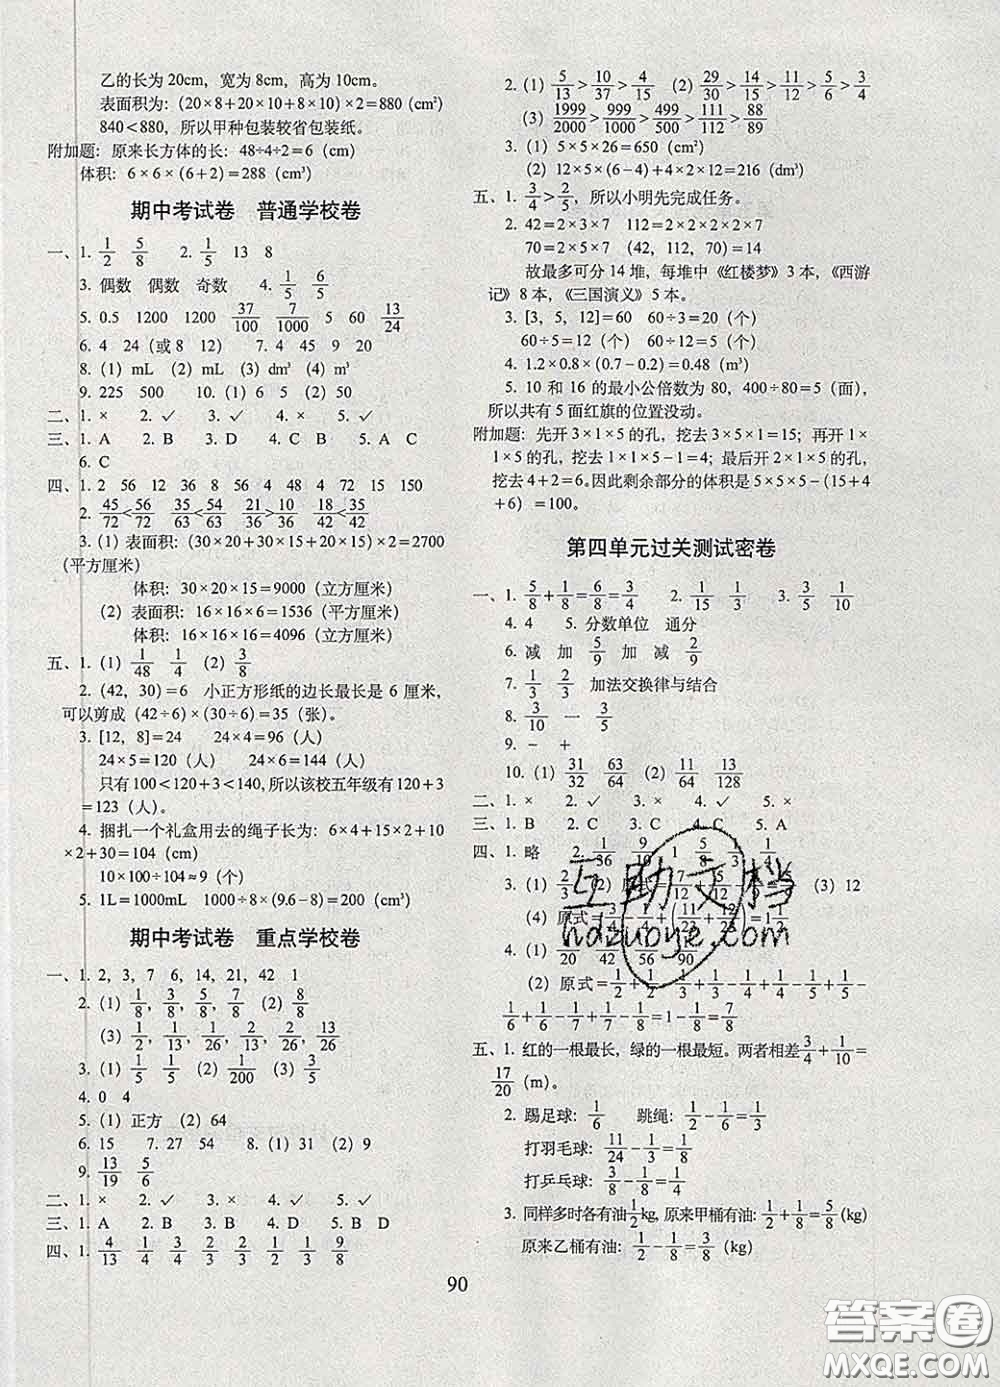 乙的长为20cm，宽为8cm，高为10cm。
表面积为：(20×8+20×10+8×10)×2=880(cm²)
840<880，所以甲种包装较省包装纸。
附加题：原来长方体的长：48÷4÷2=6（cm）
体积：6×6×(6+2)=288（cm³）
期中考试卷　普通学校卷
一、1. 1/2　5/8　2. 1/5　13　8
3. 偶数　偶数　奇数　4. 1/5　6/5
5. 0.5　1200　1200　37/100　7/1000　5　60　13/24
6. 4　24（或8　12）　7. 4　45　9　20
8. (1) mL　(2) mL　(3) dm³　(4) m³
9. 225　500　10. (1) 6　(2) 5
二、1. ×　2. ✓　3. ✓　4. ×　5. ✓
三、1. A　2. B　3. D　4. C　5. A　C
6. C
四、1. 2　56　12　36　8　56　4　48　4　72　15　150
2. 45/72<56/72　35/63<54/63　9/24<10/24　18/42<35/42
3. (1) 表面积：(30×20+30×15+20×15)×2=2700
（平方厘米）
体积：30×20×15=9000（立方厘米）
(2) 表面积：16×16×6=1536（平方厘米）
体积：16×16×16=4096（立方厘米）
五、1. (1) 1/48　1/4　(2) 3/8
2. (42，30)=6　小正方形纸的边长最长是 6 厘米，
可以剪成 (42÷6)×(30÷6)=35（张）。
3. [12，8]=24　24×4=96（人）
24×5=120（人）　24×6=144（人）
只有100<120+3<140，所以该校五年级有120+3
=123（人）。
4. 捆扎一个礼盒用去的绳子长为：6×4+15×2+10
×2+30=104（cm）
10×100÷104≈9（个）
5. 1L=1000mL　1000÷8×(9.6-8)=200（cm³）
期中考试卷　重点学校卷
一、1. 2，3，7　6，14，21，42　1
2. (1) 1/8，3/8，5/8，7/8　(2) 8/8
(3) 1/2，1/13，1/26，2/13，2/26，13/26
3. (1) 1/5　1/5　(2) 1/200　(3) 1/5
4. 0　4
5. (1) 正方　(2) 64
6. 15　7. 27　54　8. (1) 31　(2) 9
9. 13/19　5/6
二、1. ×　2. ✓　3. ×　4. ✓　5. ✓
三、1. A　2. B　3. B　4. D　5. D
四、1. 4/13　1/4　1/3　2/3　1/2　9/8
2. (1) 5/13>10/37>4/15　(2) 29/30>14/15>5/6>3/4
(3) 1999/2000>999/1000>499/500>111/112>88/89
3. (1) 5×5×26=650（cm²）
(2) 12×5×(6-4)+4×2×12=216（dm³）
五、1. 3/4>2/5，所以小明先完成任务。
2. 42=2×3×7　112=2×2×2×2×7
70=2×5×7　(42，112，70)=14
故最多可分 14 堆，每堆中《红楼梦》3 本，《西游
记》8 本，《三国演义》5 本。
3. [3，5，12]=60　60÷3=20（个）
60÷5=12（个）　60÷12=5（个）
4. 1.2×0.8×(0.7-0.2)=0.48（m³）
5. 10 和 16 的最小公倍数为 80，400÷80=5（面），
所以共有 5 面红旗的位置没动。
附加题：先开 3×1×5 的孔，挖去 3×5×1=15；再开 1×
1×5 的孔，挖去 1×5×1-1=4；最后开 2×1×5 的孔，
挖去 4+2=6。因此剩余部分的体积是 5×5×5-(15+4
+6)=100。
第四单元过关测试密卷
一、1. 5/8+1/8=6/8=3/4　2. 1/15　1/3　3. 3/5　1/10
4. 4　5. 分数单位　通分
6. 减　加　5/9　加　减　2/9
7. 1/3　2/3　加法交换律与结合
8. 3/10　一　3/5
9. -　+
10. (1) 31/32　63/64　(2) 11/64　13/128
二、1. ×　2. ✓　3. ×　4. ✓　5. ×
三、1. B　2. C　3. C　4. C　5. A
四、1. 略　2. 1/36　9/10　1　5/8　1/4
3. (1) 2/3　(2) 原式=　(3) 12
(4) 原式=
4. (1) 1/20　42　56　90
(2) 原式=1/2+1/2-1/3+1/3-1/4+1/4-1/5+1/5-
1/6+1/6-1/7+1/7-1/8=1-1/8=7/8
五、1. 红的一根最长，绿的一根最短。两者相差3/4+1/10=
17/20（m）。
2. 踢足球：1/6　跳绳：1/2-1/3=1/6
打羽毛球：11/24-1/3=1/8
打乒乓球：3/8-1/8=1/4
3. 同样多时各有油1/2kg，原来甲桶有油：1/2+1/8=5/8（kg）
原来乙桶有油：1/2-1/8=3/8（kg）
90
互助文档
hdzuoye.com
答案圈
MXQE.COM